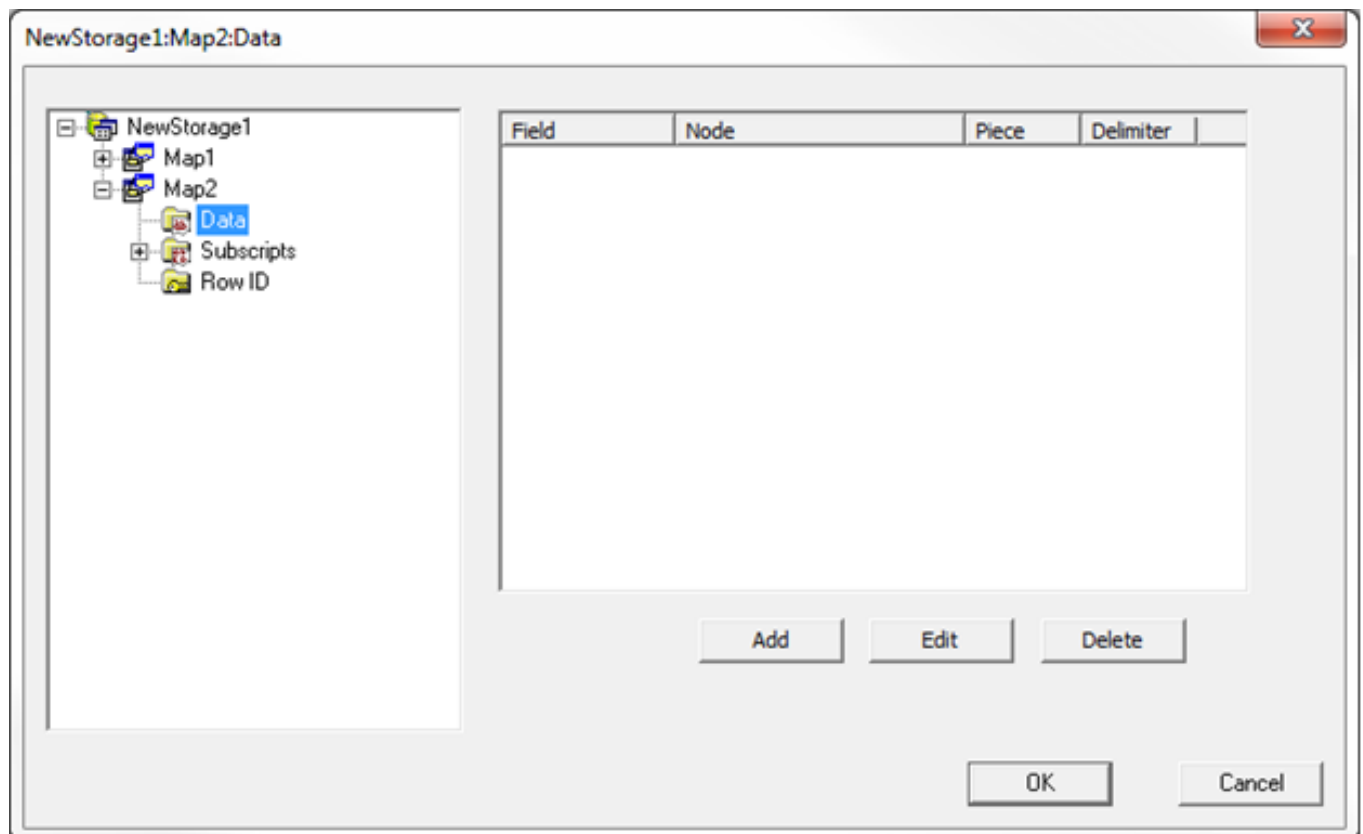 NewStorage1:Map2:Data
NewStorage1
Map1
Map2
Data
Subscripts
Row ID
Field Node Piece Delimiter
Add Edit Delete
OK Cancel